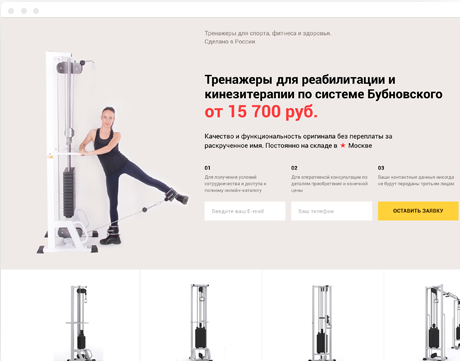 Тренажеры для спорта, фитнеса и здоровья.
Сделано в России
Тренажеры для реабилитации и
кинезитерапии по системе Бубновского
от 15 700 руб.
Качество и функциональность оригинала без переплаты за
раскрученное имя. Постоянно на складе в ★ Москве
01
Для получения условий
сотрудничества и доступа к
полному онлайн-каталогу
02
Для оперативной консультации по
деталям приобретения и конечной
цены
03
Ваши контактные данные никогда
не будут переданы третьим лицам
Введите ваш E-mail
Ваш телефон
ОСТАВИТЬ ЗАЯВКУ